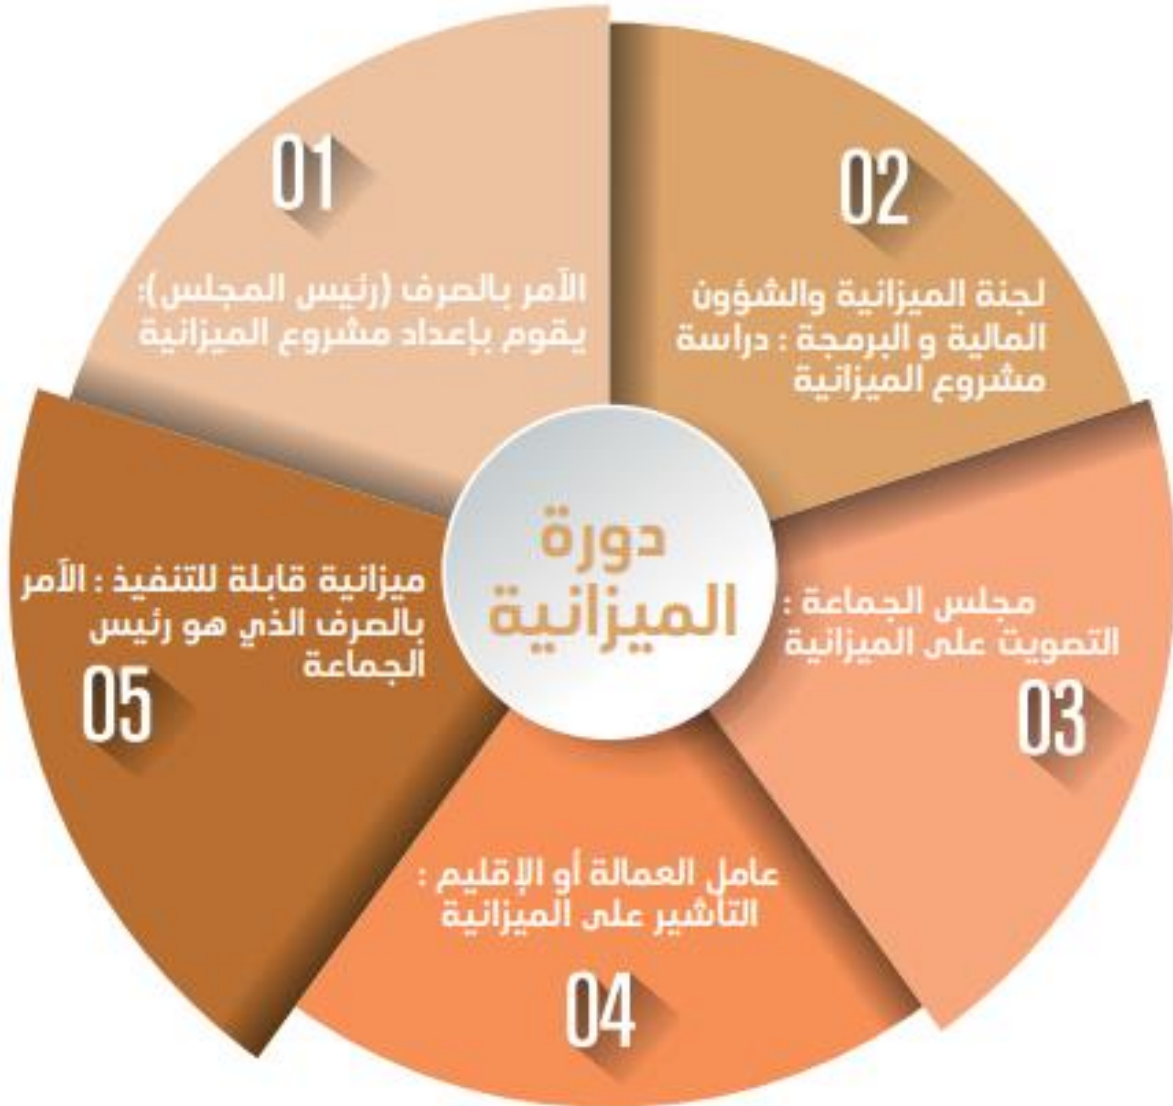 دورة
الميزانية
01
الآمر بالصرف (رئيس المجلس):
يقوم بإعداد مشروع الميزانية
02
لجنة الميزانية والشؤون
المالية و البرمجة : دراسة
مشروع الميزانية
مجلس الجماعة :
التصويت على الميزانية
03
عامل العمالة أو الإقليم :
التأشير على الميزانية
04
ميزانية قابلة للتنفيذ : الآمر
بالصرف الذي هو رئيس
الجماعة
05